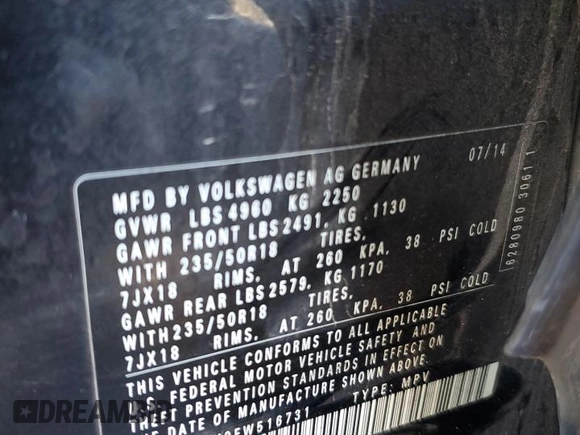 MFD BY VOLKSWAGEN AG GERMANY 07/14
GVWR LBS 4960 KG 2250
GAWR FRONT LBS 2491, KG 1130
WITH 235/50R18 TIRES,
7JX18 RIMS, AT 260 KPA, 38 PSI COLD
GAWR REAR LBS 2579, KG 1170
WITH 235/50R18 TIRES,
7JX18 RIMS, AT 260 KPA, 38 PSI COLD
THIS VEHICLE CONFORMS TO ALL APPLICABLE
FEDERAL MOTOR VEHICLE SAFETY AND
THEFT PREVENTION STANDARDS IN EFFECT ON
DATE OF MANUFACTURE SHOWN ABOVE.
EW516731 TYPE: MPV
6280980 30611